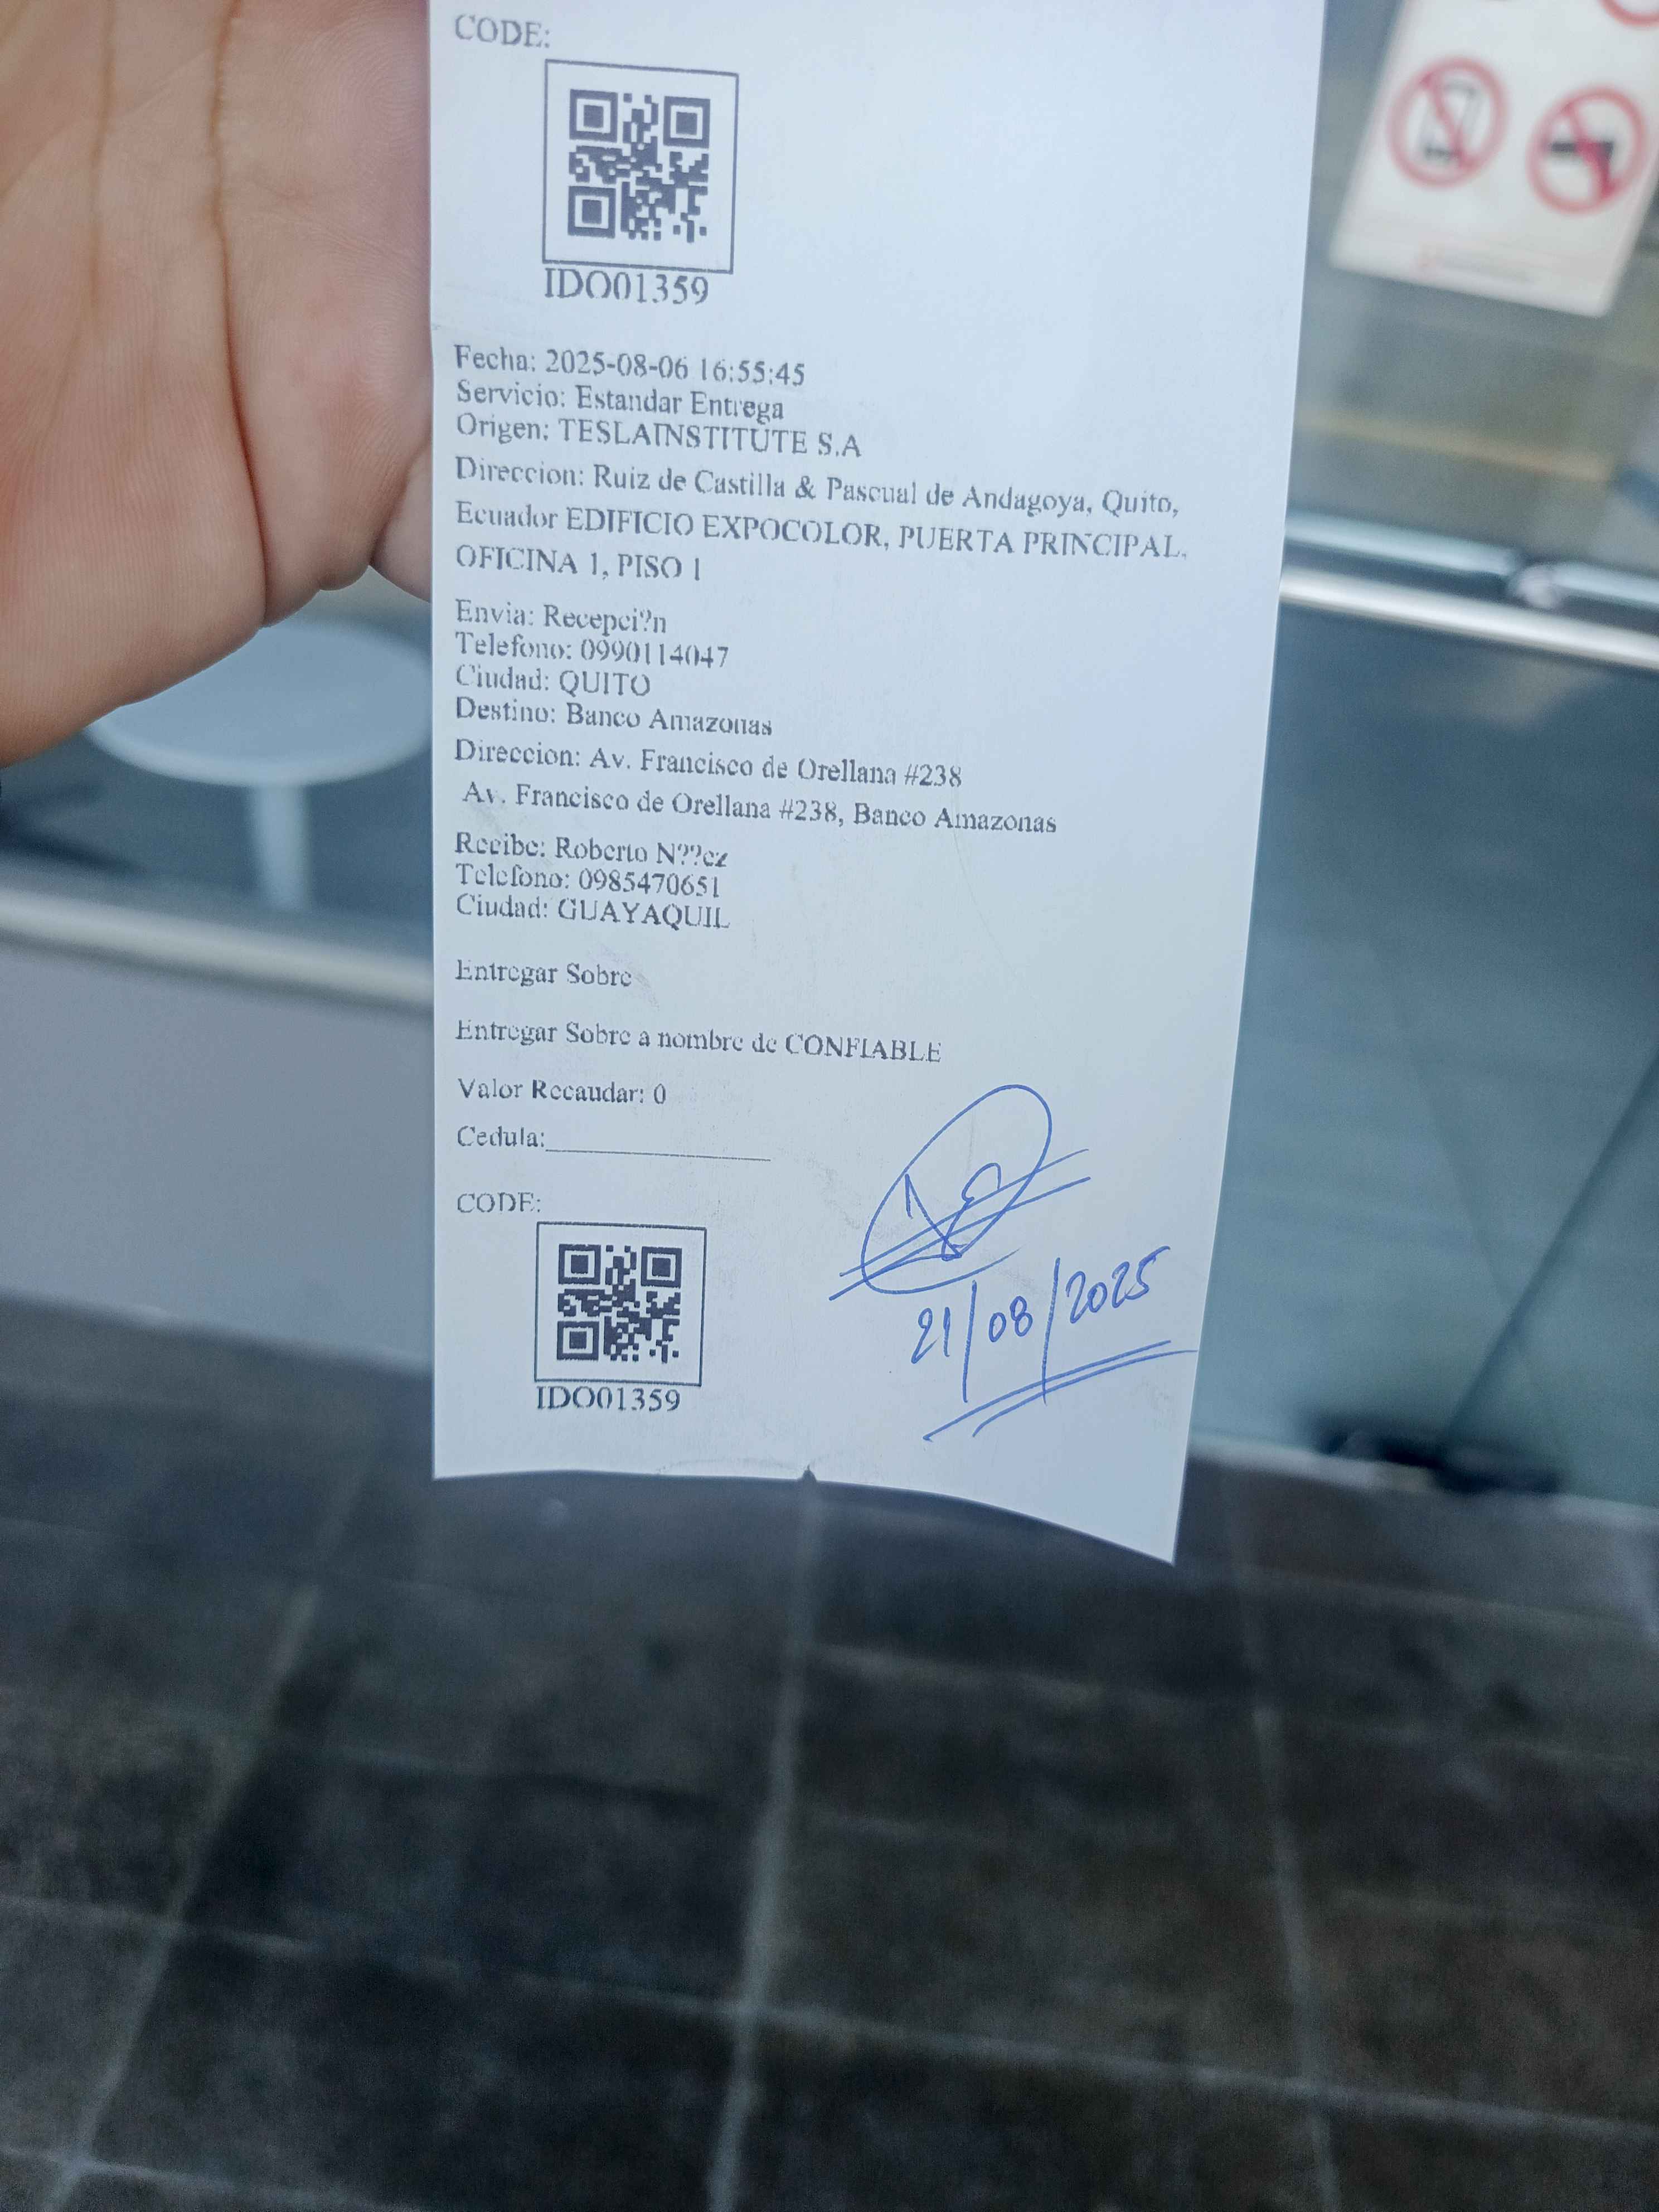 CODE:
IDO01359
Fecha: 2025-08-06 16:55:45
Servicio: Estandar Entrega
Origen: TESLAINSTITUTE S.A
Direccion: Ruiz de Castilla & Pascual de Andagoya, Quito,
Ecuador EDIFICIO EXPOCOLOR, PUERTA PRINCIPAL,
OFICINA 1, PISO 1
Envia: Recepci?n
Telefono: 0990114047
Ciudad: QUITO
Destino: Banco Amazonas
Direccion: Av. Francisco de Orellana #238
Av. Francisco de Orellana #238, Banco Amazonas
Recibe: Roberto N??ez
Telefono: 0985470651
Ciudad: GUAYAQUIL
Entregar Sobre
Entregar Sobre a nombre de CONFIABLE
Valor Recaudar: 0
Cedula:
CODE:
21/08/2025
IDO01359